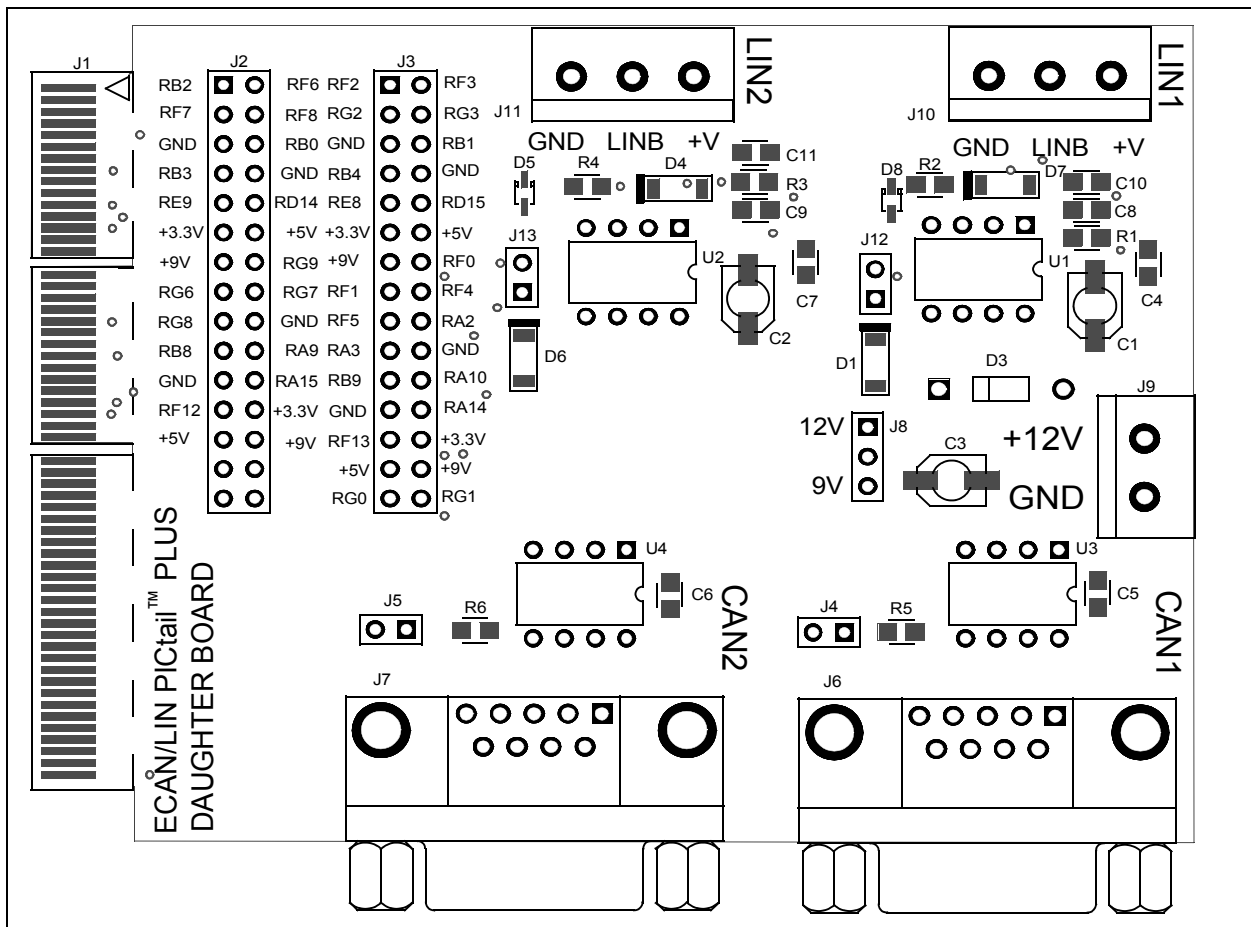 J1
J2
J3
RB2 RF6 RF2 RF3
RF7 RF8 RG2 RG3
GND RB0 GND RB1
RB3 GND RB4 GND
RE9 RD14 RE8 RD15
+3.3V +5V +3.3V +5V
+9V RG9 +9V RF0
RG6 RG7 RF1 RF4
RG8 GND RF5 RA2
RB8 RA9 RA3 GND
GND RA15 RB9 RA10
RF12 +3.3V GND RA14
+5V +9V RF13 +3.3V
+5V +9V
RG0 RG1
LIN2
J11
GND LINB +V
D5
R4
D4
C11
R3
C9
J13
U2
C7
C2
D6
LIN1
J10
GND LINB +V
D8
R2
D7
C10
C8
R1
J12
U1
C4
C1
D1
D3
J9
12V
J8
9V
C3
+12V
GND
U4
C6
J5
R6
CAN2
J7
U3
C5
J4
R5
CAN1
J6
ECAN/LIN PICtail™ PLUS
DAUGHTER BOARD